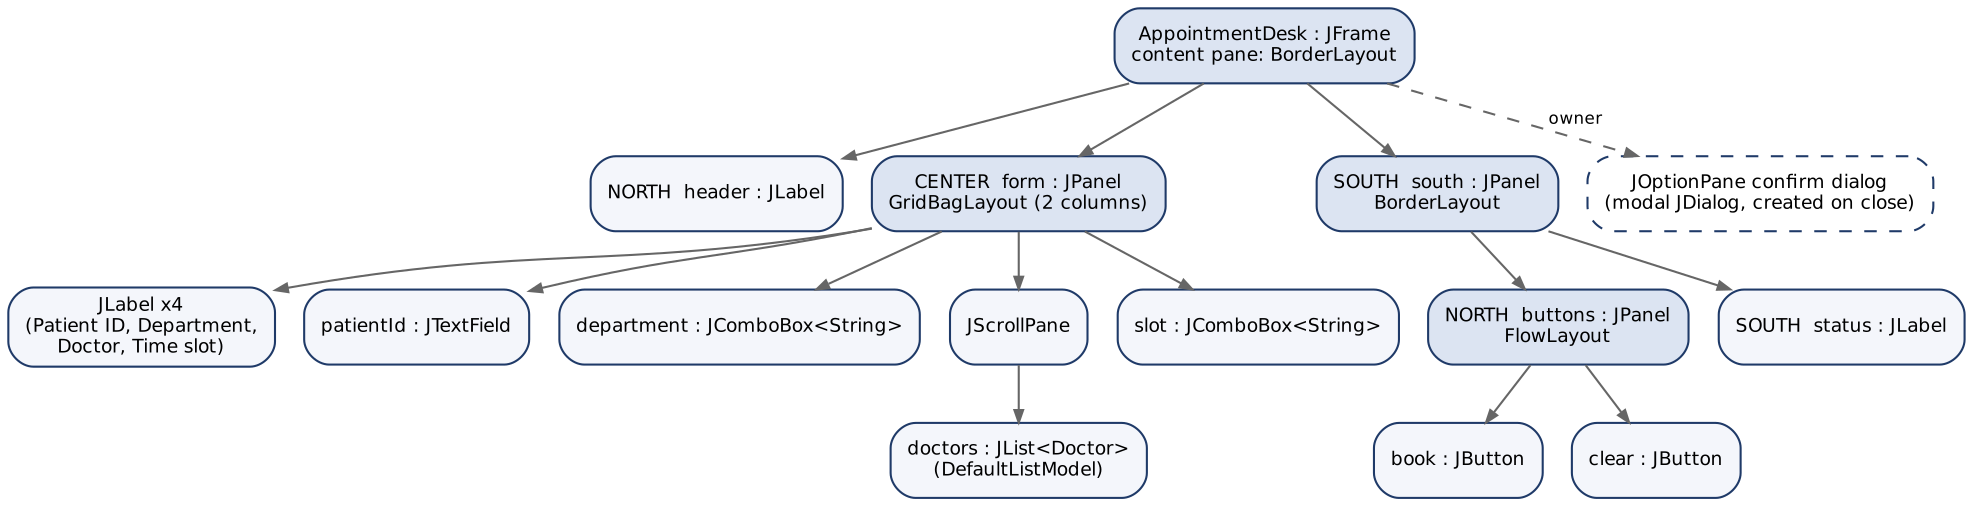 AppointmentDesk : JFrame
content pane: BorderLayout
owner
NORTH  header : JLabel
CENTER  form : JPanel
GridBagLayout (2 columns)
SOUTH  south : JPanel
BorderLayout
JOptionPane confirm dialog
(modal JDialog, created on close)
JLabel x4
(Patient ID, Department,
Doctor, Time slot)
patientId : JTextField
department : JComboBox<String>
JScrollPane
slot : JComboBox<String>
NORTH  buttons : JPanel
FlowLayout
SOUTH  status : JLabel
doctors : JList<Doctor>
(DefaultListModel)
book : JButton
clear : JButton